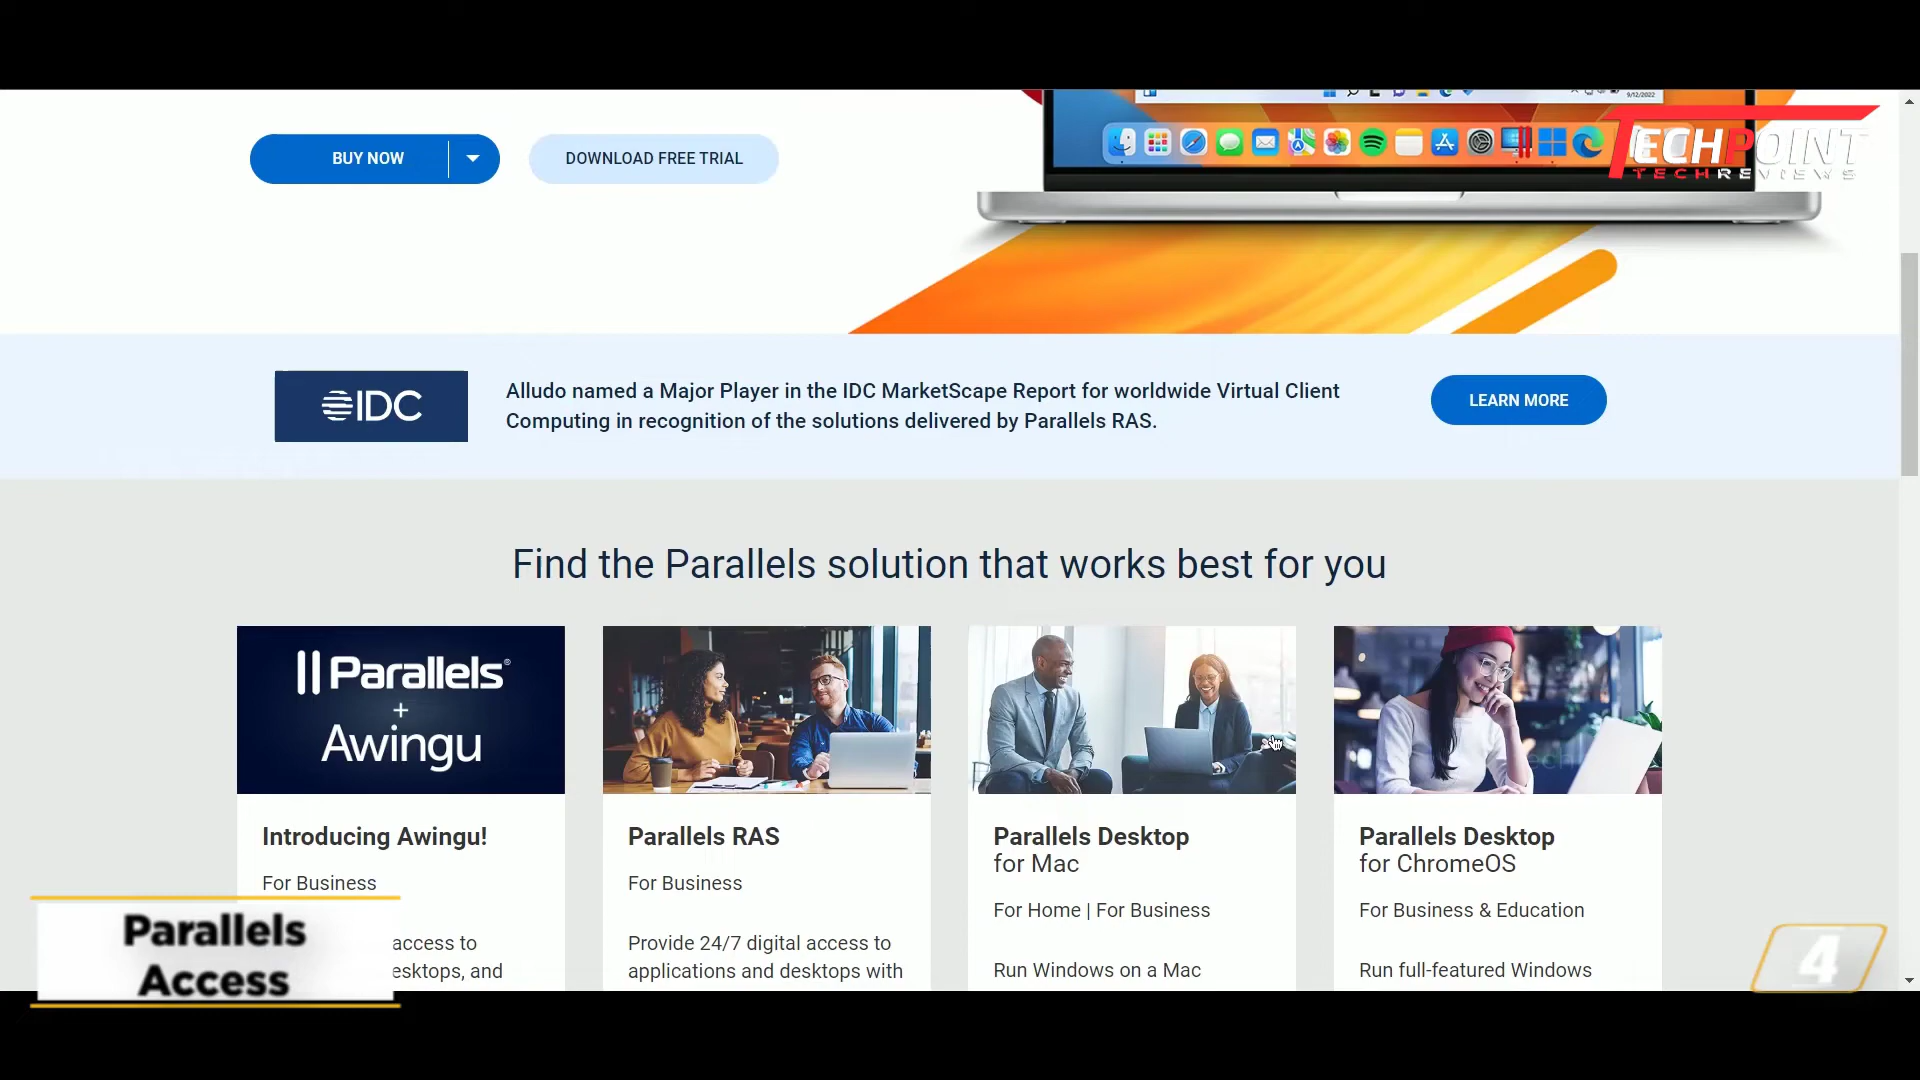 9/12/2022
TECHPOINT
TECHREVIEWS
BUY NOW
DOWNLOAD FREE TRIAL
IDC
Alludo named a Major Player in the IDC MarketScape Report for worldwide Virtual Client
Computing in recognition of the solutions delivered by Parallels RAS.
LEARN MORE
Find the Parallels solution that works best for you
Parallels®
+
Awingu
Introducing Awingu!
For Business
access to
esktops, and
Parallels RAS
For Business
Provide 24/7 digital access to
applications and desktops with
Parallels Desktop
for Mac
For Home | For Business
Run Windows on a Mac
Parallels Desktop
for ChromeOS
For Business & Education
Run full-featured Windows
Parallels
Access
4